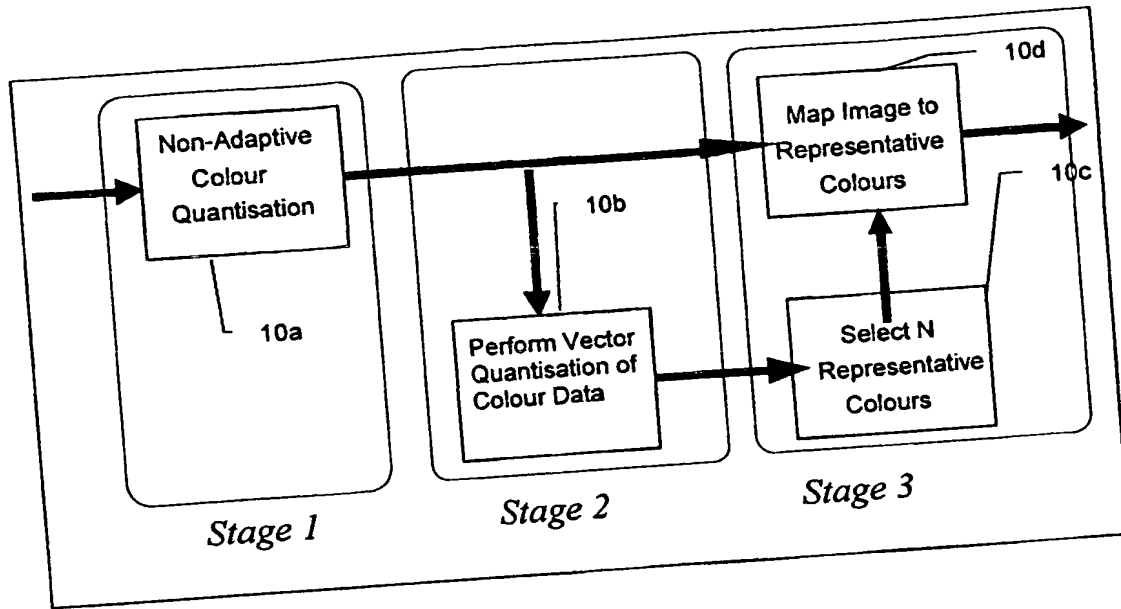 Non-Adaptive
Colour
Quantisation
10a
Stage 1
10b
Perform Vector
Quantisation of
Colour Data
Stage 2
10d
Map Image to
Representative
Colours
10c
Select N
Representative
Colours
Stage 3